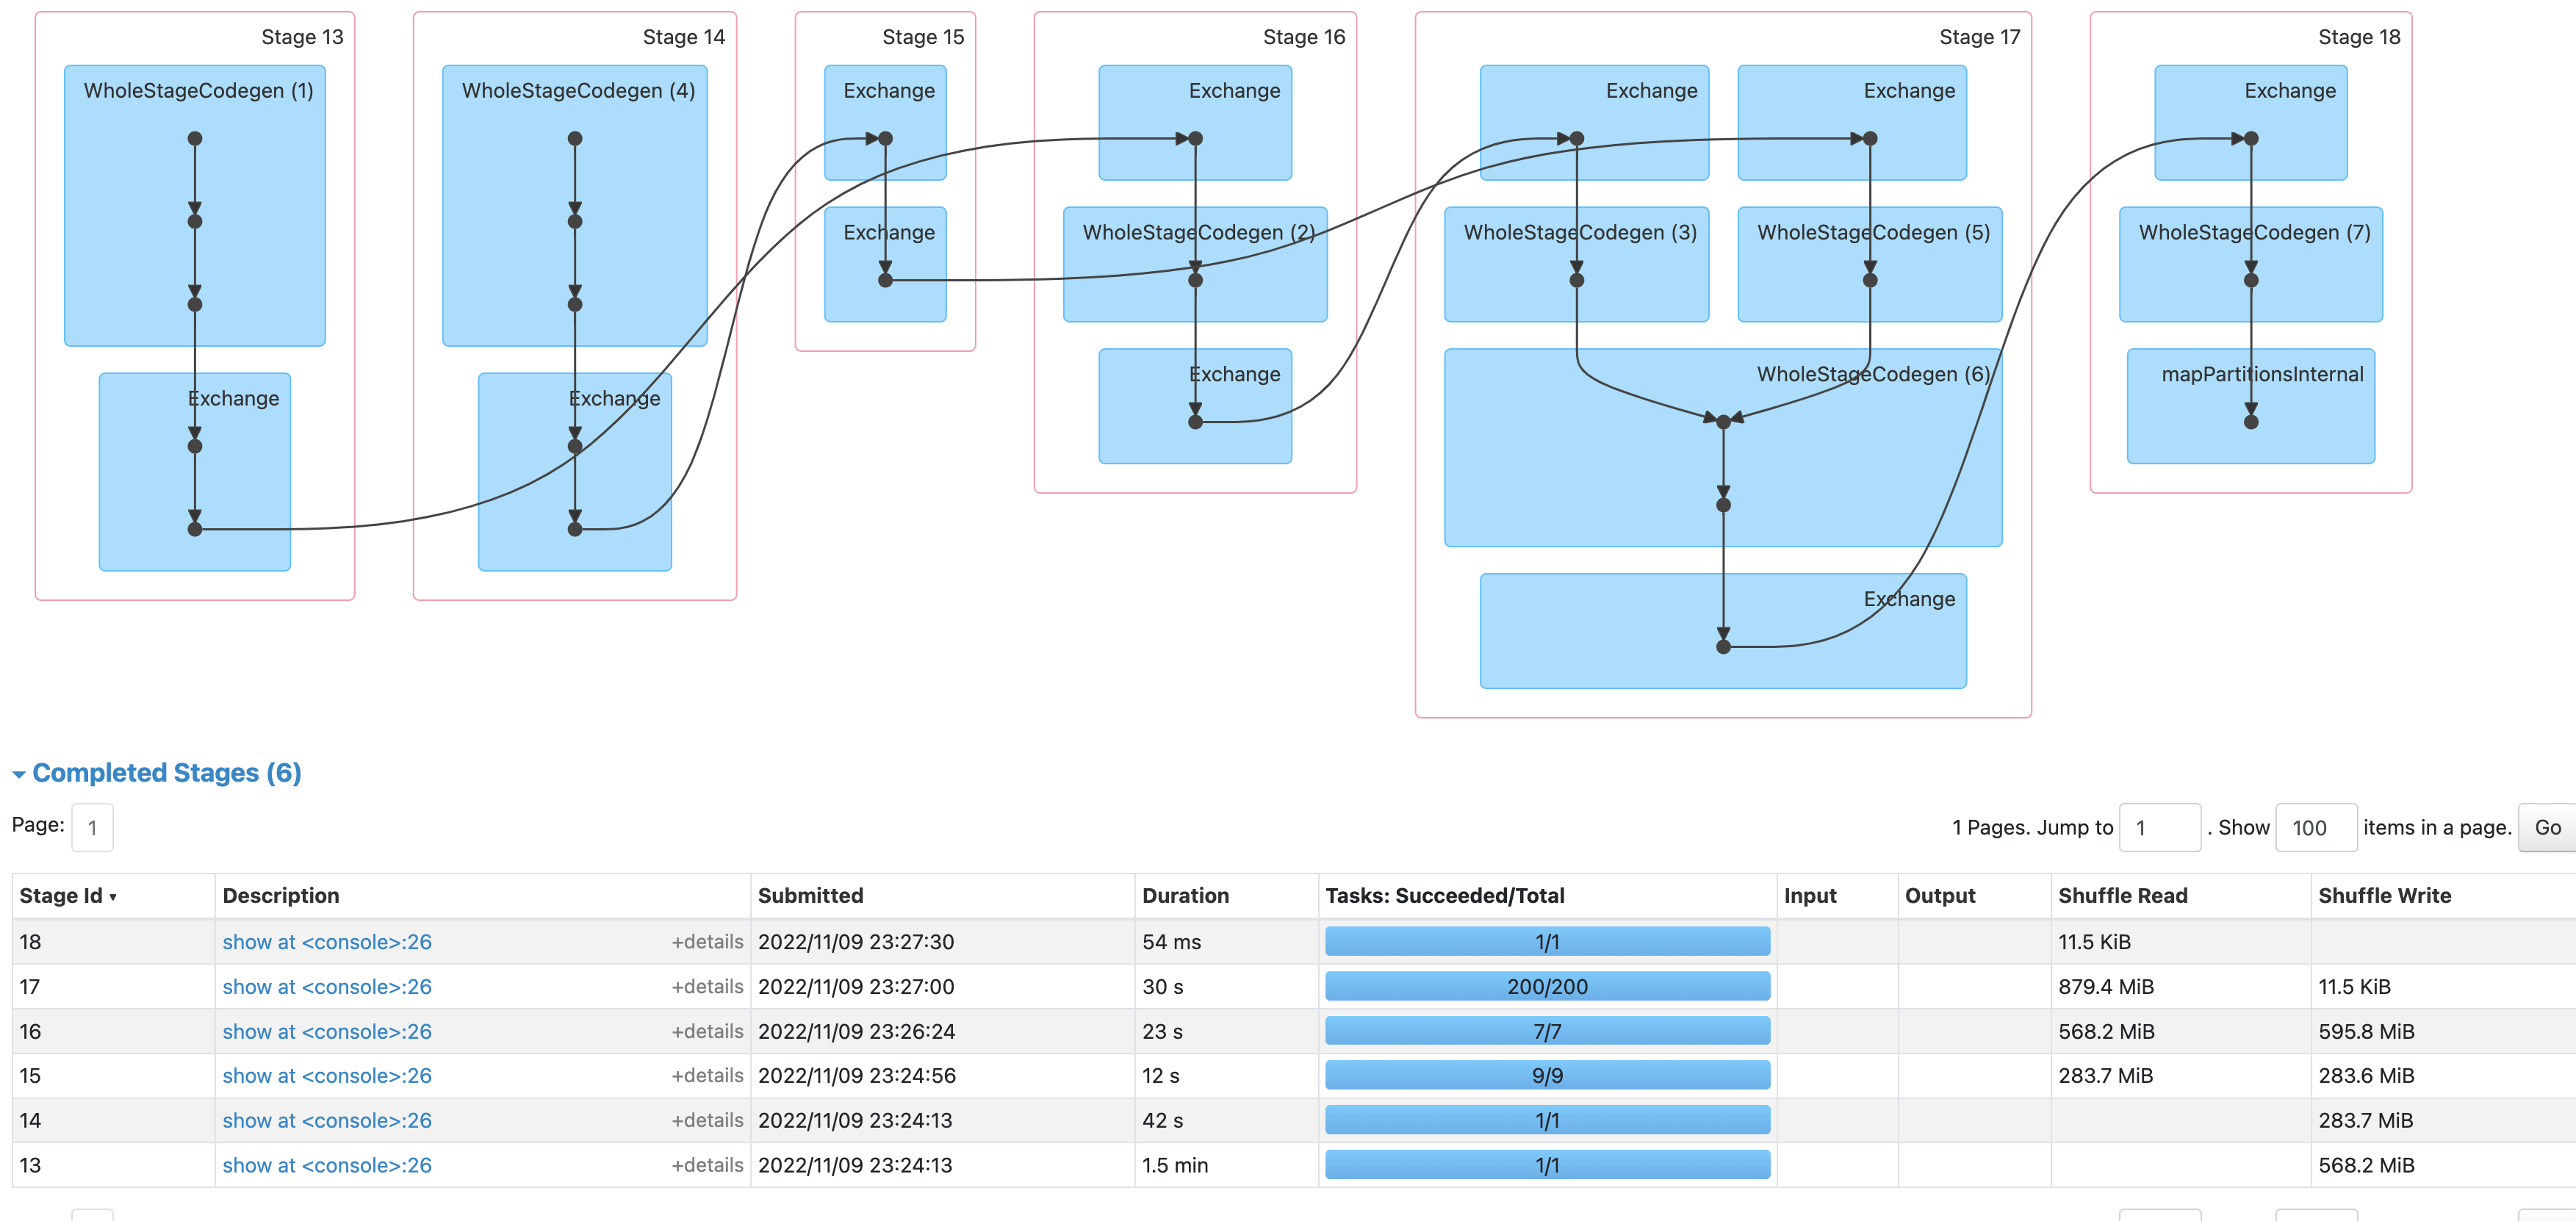 Stage 13
WholeStageCodegen (1)
Exchange
Stage 14
WholeStageCodegen (4)
Exchange
Stage 15
Exchange
Exchange
Stage 16
Exchange
WholeStageCodegen (2)
Exchange
Stage 17
Exchange
Exchange
WholeStageCodegen (3)
WholeStageCodegen (5)
WholeStageCodegen (6)
Exchange
Stage 18
Exchange
WholeStageCodegen (7)
mapPartitionsInternal
Completed Stages (6)
Page: 1
1 Pages. Jump to 1 . Show 100 items in a page. Go
Stage Id ▾ Description Submitted Duration Tasks: Succeeded/Total Input Output Shuffle Read Shuffle Write
18 show at <console>:26 +details 2022/11/09 23:27:30 54 ms 1/1 11.5 KiB
17 show at <console>:26 +details 2022/11/09 23:27:00 30 s 200/200 879.4 MiB 11.5 KiB
16 show at <console>:26 +details 2022/11/09 23:26:24 23 s 7/7 568.2 MiB 595.8 MiB
15 show at <console>:26 +details 2022/11/09 23:24:56 12 s 9/9 283.7 MiB 283.6 MiB
14 show at <console>:26 +details 2022/11/09 23:24:13 42 s 1/1 283.7 MiB
13 show at <console>:26 +details 2022/11/09 23:24:13 1.5 min 1/1 568.2 MiB